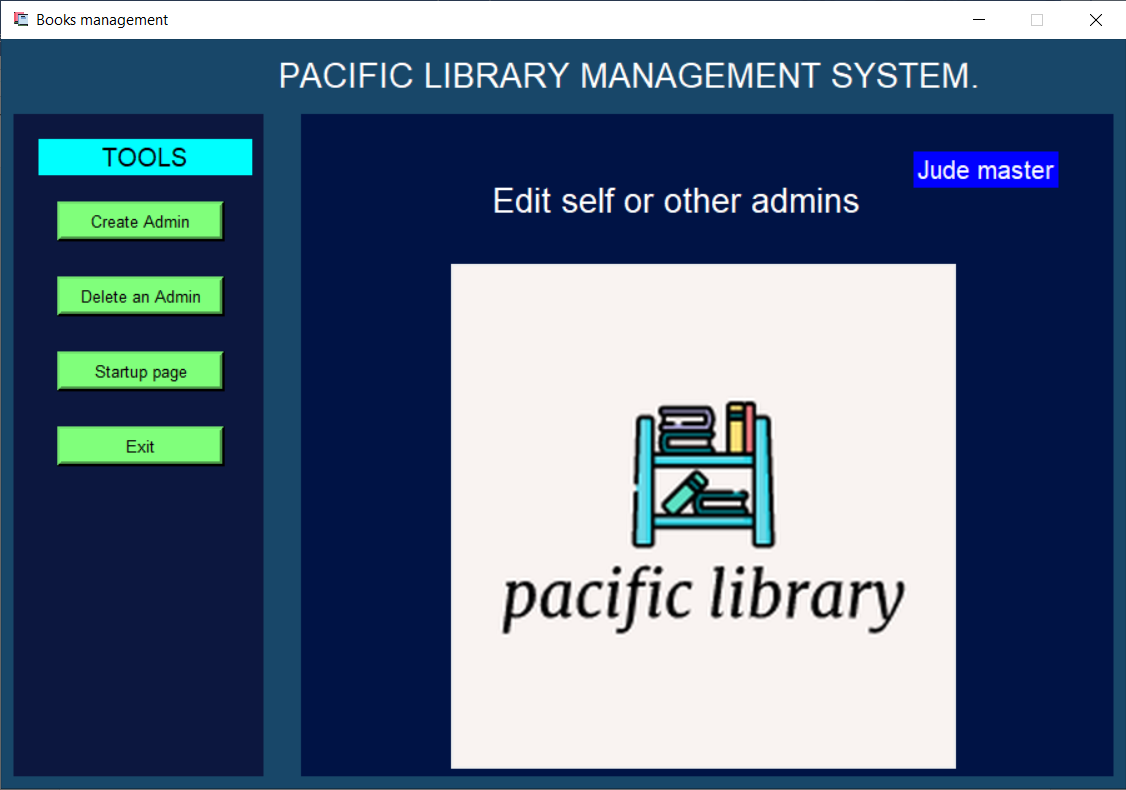 Books management
PACIFIC LIBRARY MANAGEMENT SYSTEM.
TOOLS
Create Admin
Delete an Admin
Startup page
Exit
Jude master
Edit self or other admins
pacific library